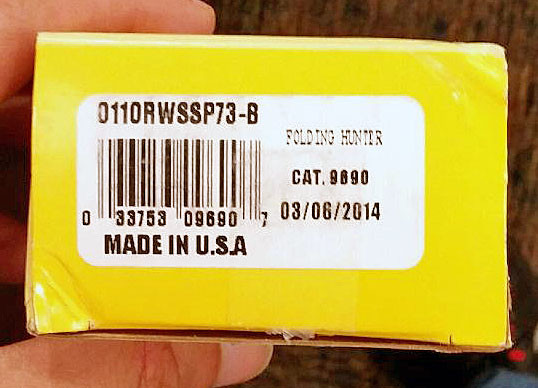 0110RWSSP73-B
FOLDING HUNTER
CAT. 9690
0 33753 09690 7
03/06/2014
MADE IN U.S.A